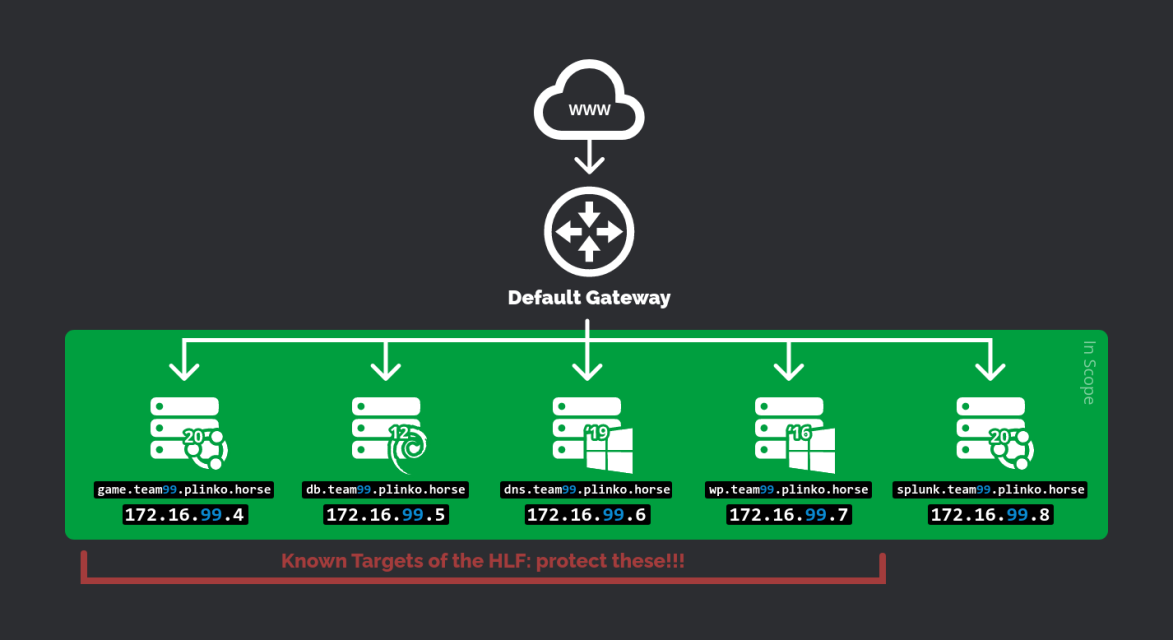 www
Default Gateway
In Scope
20
12
'19
'16
20
game.team99.plinko.horse
db.team99.plinko.horse
dns.team99.plinko.horse
wp.team99.plinko.horse
splunk.team99.plinko.horse
172.16.99.4
172.16.99.5
172.16.99.6
172.16.99.7
172.16.99.8
Known Targets of the HLF: protect these!!!